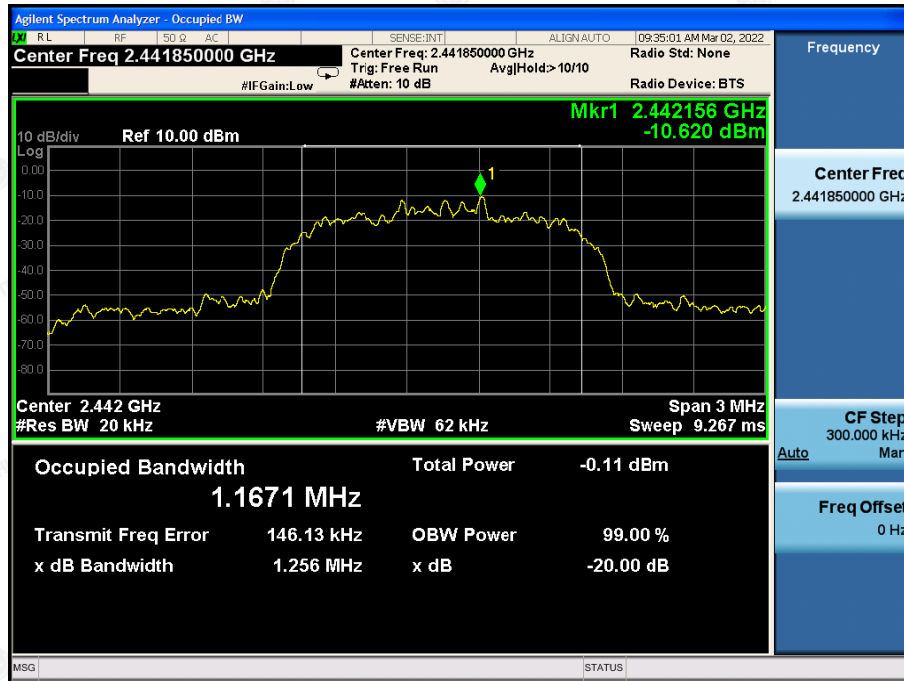 Agilent Spectrum Analyzer - Occupied BW
LXI RL RF 50 Ω AC SENSE:INT ALIGN AUTO 09:35:01 AM Mar 02, 2022
Center Freq 2.441850000 GHz
Center Freq: 2.441850000 GHz Radio Std: None
Trig: Free Run Avg|Hold:>10/10
#IFGain:Low #Atten: 10 dB Radio Device: BTS
Mkr1 2.442156 GHz
-10.620 dBm
10 dB/div Ref 10.00 dBm
Log
0.00
-10.0
-20.0
-30.0
-40.0
-50.0
-60.0
-70.0
-80.0
1
Center 2.442 GHz Span 3 MHz
#Res BW 20 kHz #VBW 62 kHz Sweep 9.267 ms
Occupied Bandwidth Total Power -0.11 dBm
1.1671 MHz
Transmit Freq Error 146.13 kHz OBW Power 99.00 %
x dB Bandwidth 1.256 MHz x dB -20.00 dB
MSG STATUS
Frequency
Center Freq
2.441850000 GHz
CF Step
300.000 kHz
Auto Man
Freq Offset
0 Hz